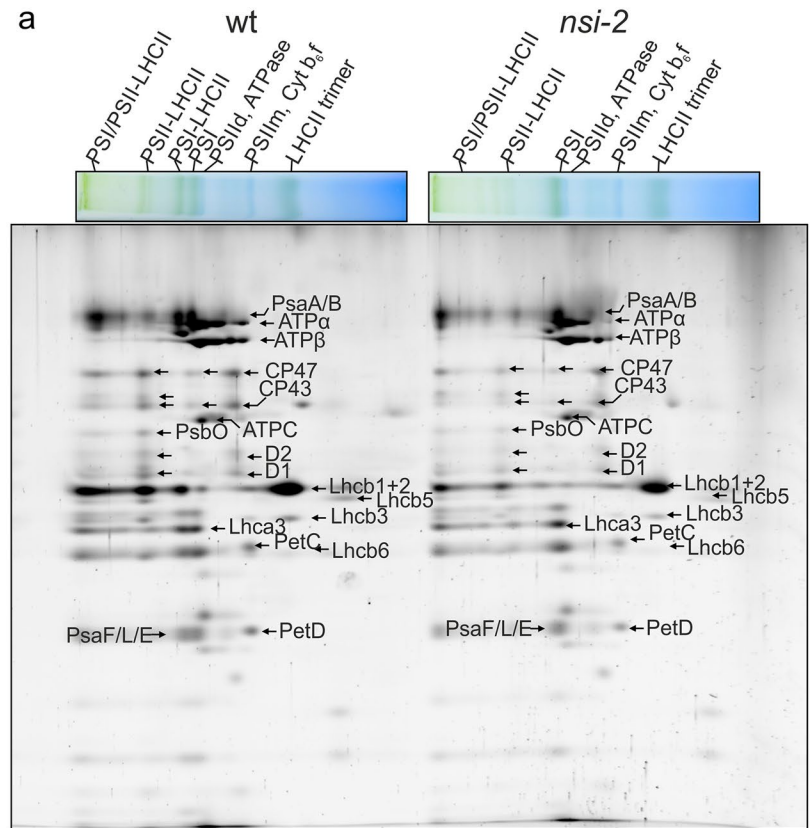 a
wt
nsi-2
PSI/PSII-LHCII
PSII-LHCII
PSI-LHCII
PSI
PSIId, ATPase
PSIIm, Cyt b6f
LHCII trimer
PSI/PSII-LHCII
PSII-LHCII
PSI
PSIId, ATPase
PSIIm, Cyt b6f
LHCII trimer
PsaA/B
ATPα
ATPβ
CP47
CP43
PsbO
ATPC
D2
D1
Lhcb1+2
Lhcb5
Lhcb3
Lhca3
PetC
Lhcb6
PsaF/L/E
PetD
PsaA/B
ATPα
ATPβ
CP47
CP43
PsbO
ATPC
D2
D1
Lhcb1+2
Lhcb5
Lhcb3
Lhca3
PetC
Lhcb6
PsaF/L/E
PetD